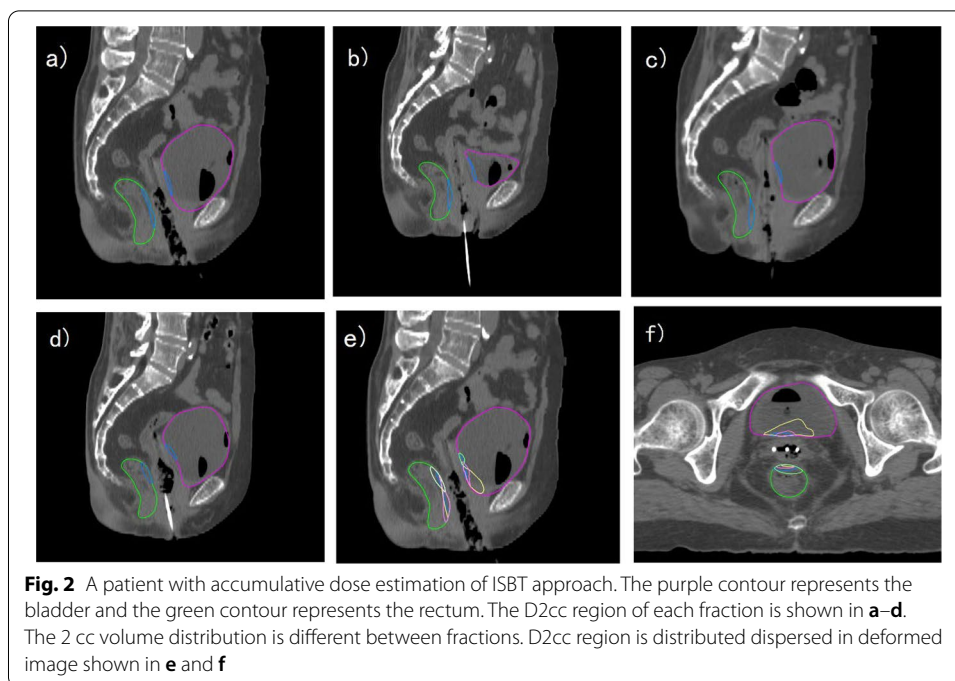 a)
b)
c)
d)
e)
f)
Fig. 2 A patient with accumulative dose estimation of ISBT approach. The purple contour represents the
bladder and the green contour represents the rectum. The D2cc region of each fraction is shown in a–d.
The 2 cc volume distribution is different between fractions. D2cc region is distributed dispersed in deformed
image shown in e and f